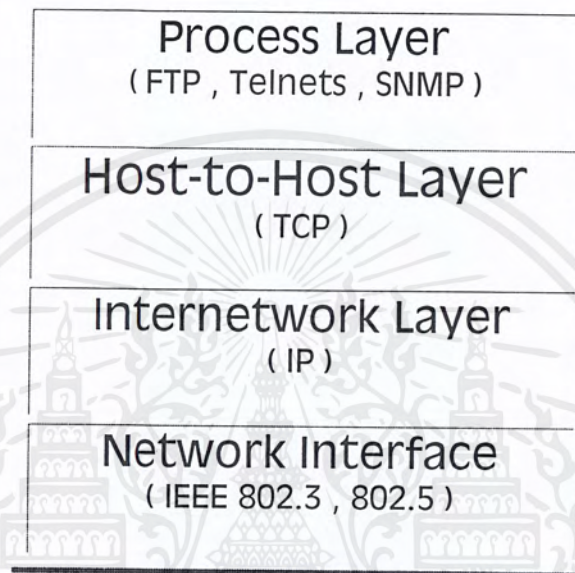 Process Layer
( FTP , Telnets , SNMP )
Host-to-Host Layer
( TCP )
Internetwork Layer
( IP )
Network Interface
( IEEE 802.3 , 802.5 )